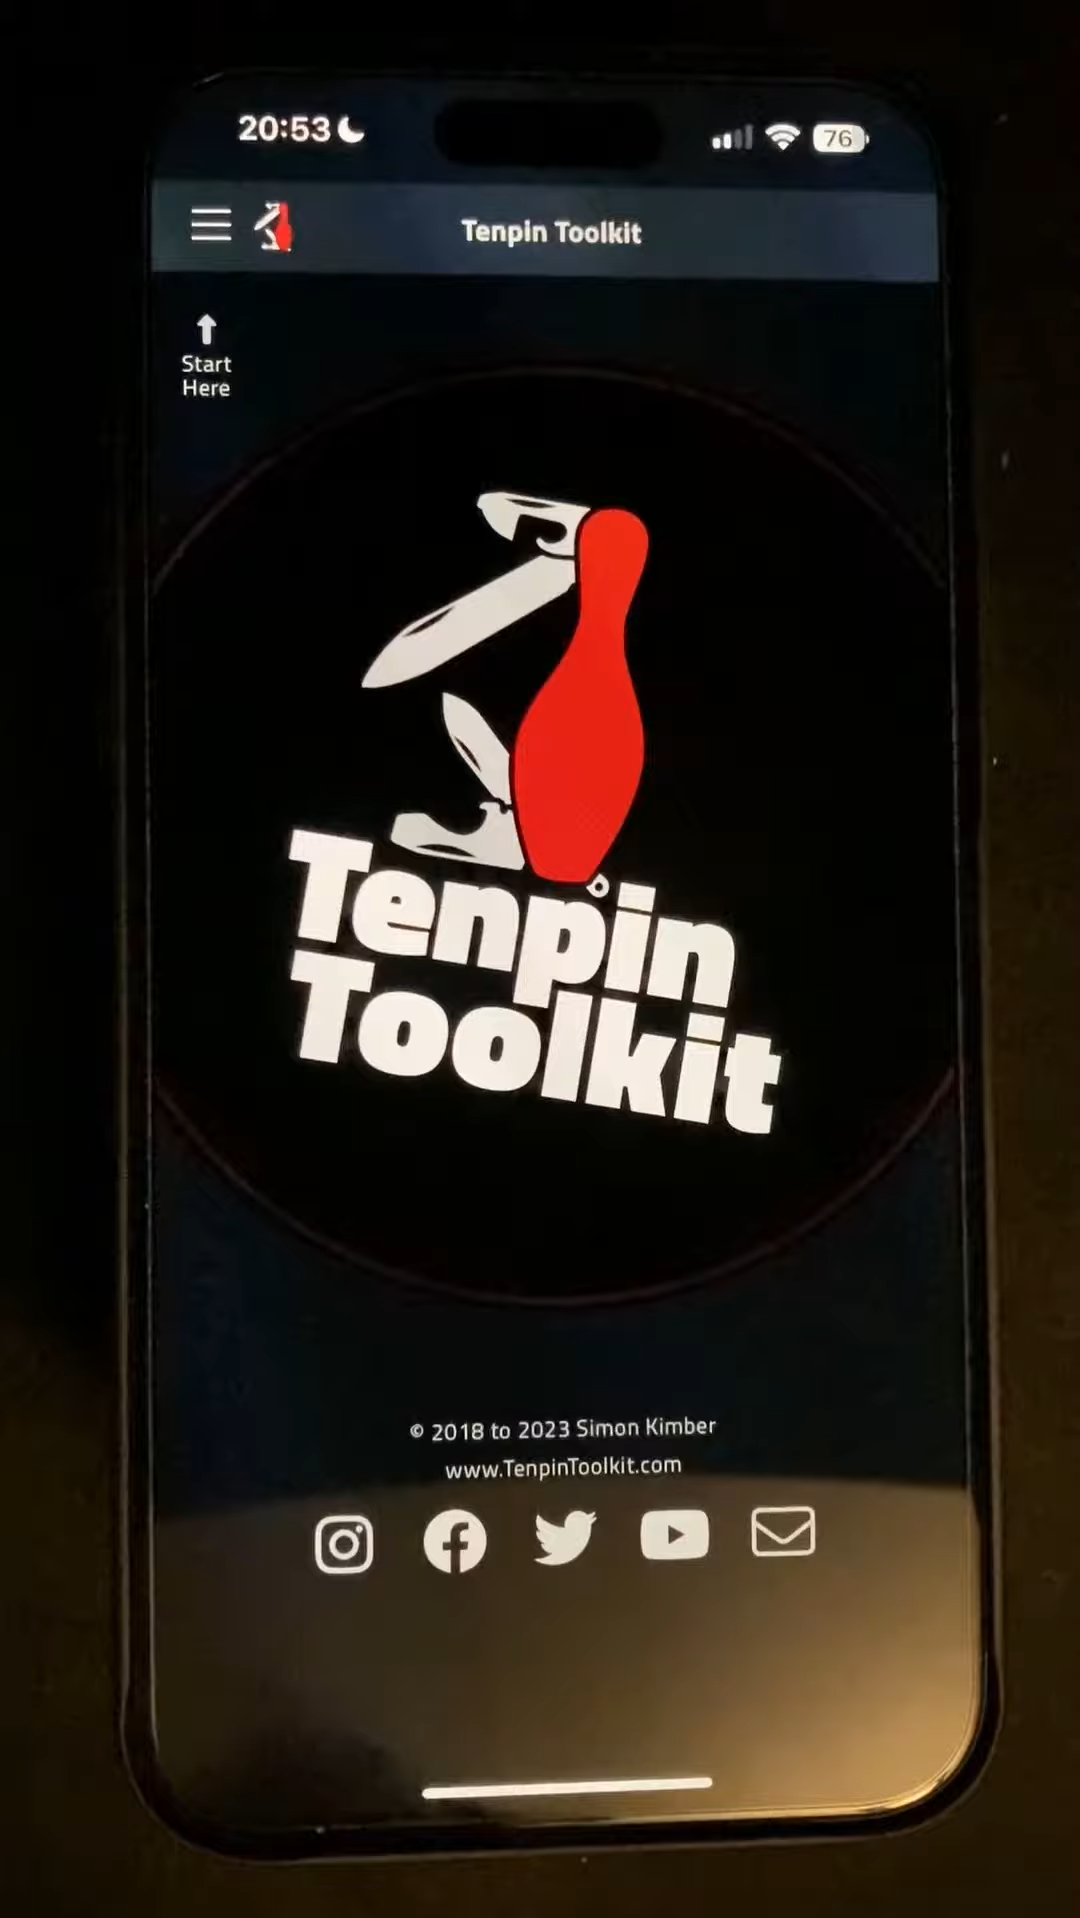 20:53
76
Tenpin Toolkit
Start
Here
Tenpin
Toolkit
© 2018 to 2023 Simon Kimber
www.TenpinToolkit.com